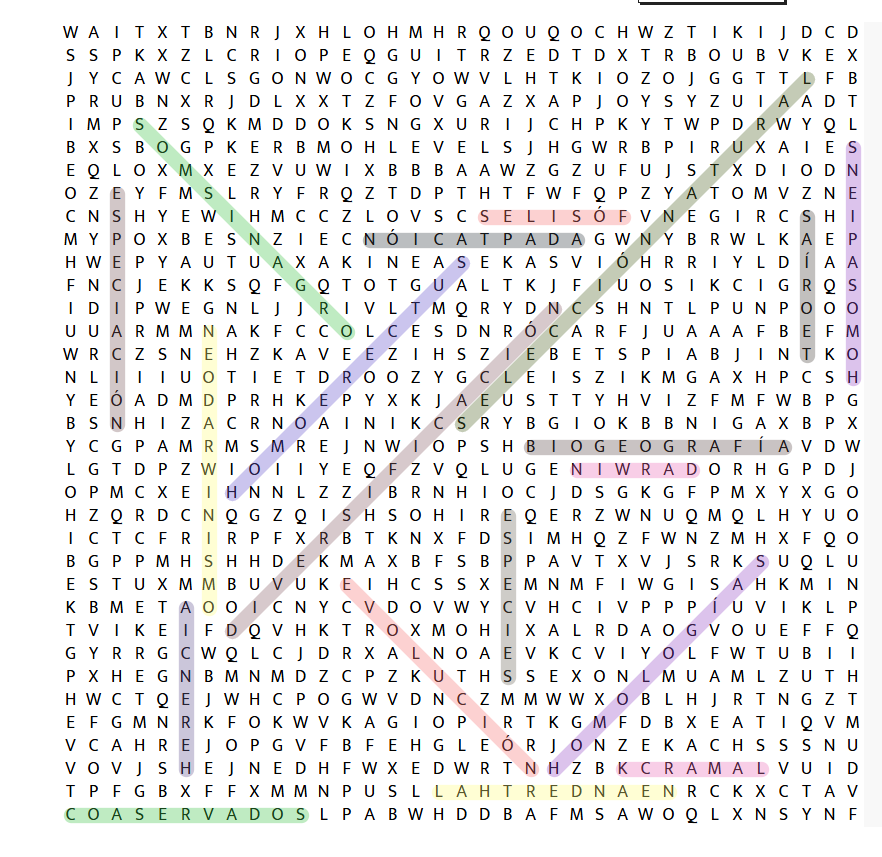 W A I T X T B N R J X H L O H M H R Q O U Q O C H W Z T I K I J D C D
S S P K X Z L C R I O P E Q G U I T R Z E D T D X T R B O U B V K E X
J Y C A W C L S G O N W O C G Y O W V L H T K I O Z O J G G T T L F B
P R U B N X R J D L X X T Z F O V G A Z X A P J O Y S Y Z U I A A D T
I M P S Z S Q K M D D O K S N G X U R I J C H P K Y T W P D R W Y Q L
B X S B O G P K E R B M O H L E V E L S J H G W R B P I R U X A I E S
E Q L O X M X E Z V U W I X B B B A A W Z G Z U F U J S T X D I O D N
O Z E Y F M S L R Y F R Q Z T D P T H T F W F Q P Z Y A T O M V Z N E
C N S H Y E W I H M C C Z L O V S C S E L I S Ó F V N E G I R C S H I
M Y P O X B E S N Z I E C N Ó I C A T P A D A G W N Y B R W L K A E P
H W E P Y A U T U A X A K I N E A S E K A S V I Ó H R R I Y L D Í A A
F N C J E K K S Q F G Q T O T G U A L T K J F I U O S I K C I G R Q S
I D I P W E G N L J J R I V L T M Q R Y D N C S H N T L P U N P O O O
U U A R M M N A K F C C O L C E S D N R Ó C A R F J U A A A F B E F M
W R C Z S N E H Z K A V E E Z I H S Z I E B E T S P I A B J I N T K O
N L I I I U O T I E T D R O O Z Y G C L E I S Z I K M G A X H P C S H
Y E Ó A D M D P R H K E P Y X K J A E U S T T Y H V I Z F M F W B P G
B S N H I Z A C R N O A I N I K C S R Y B G I O K B B N I G A X B P X
Y C G P A M R M S M R E J N W I O P S H B I O G E O G R A F Í A V D W
L G T D P Z W I O I I Y E Q F Z V Q L U G E N I W R A D O R H G P D J
O P M C X E I H N N L Z Z I B R N H I O C J D S G K G F P M X Y X G O
H Z Q R D C N Q G Z Q I S H S O H I R E Q E R Z W N U Q M Q L H Y U O
I C T C F R I R P F X R B T K N X F D S I M H Q Z F W N Z M H X F Q O
B G P P M H S H H D E K M A X B F S B P P A V T X V J S R K S U Q L U
E S T U X M M B U V U K E I H C S S X E M N M F I W G I S A H K M I N
K B M E T A O O I C N Y C V D O V W Y C V H C I V P P P Í U V I K L P
T V I K E I F D Q V H K T R O X M O H I X A L R D A O G V O U E F F Q
G Y R R G C W Q L C J D R X A L N O A E V K C V I Y O L F W T U B I I
P X H E G N B M N M D Z C P Z K U T H S S E X O N L M U A M L Z U T H
H W C T Q E J W H C P O G W V D N C Z M M W W X O B L H J R T N G Z T
E F G M N R K F O K W V K A G I O P I R T K G M F D B X E A T I Q V M
V C A H R E J O P G V F B F E H G L E Ó R J O N Z E K A C H S S S N U
V O V J S H E J N E D H F W X E D W R T N H Z B K C R A M A L V U I D
T P F G B X F F X M M N P U S L L A H T R E D N A E N R C K X C T A V
C O A S E R V A D O S L P A B W H D D B A F M S A W O Q L X N S Y N F